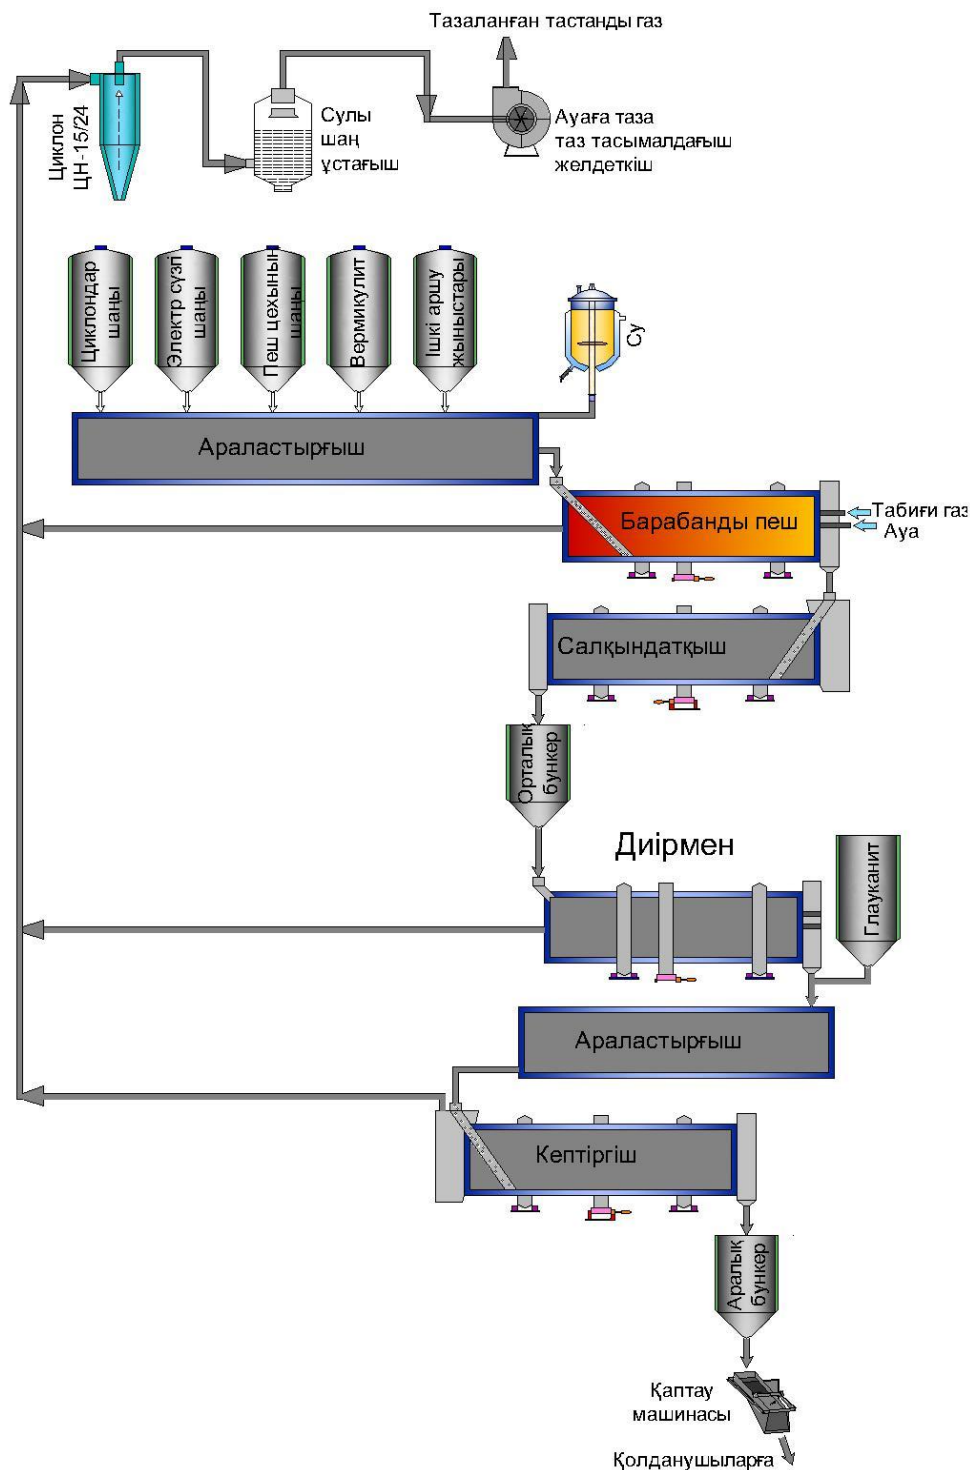 Тазаланған тастанды газ
Циклон
ЦН-15/24
Сулы
шаң
ұстағыш
Ауаға таза
таз тасымалдағыш
желдеткіш
Циклондар
шаңы
Электр сүзгі
шаңы
Пеш цехының
шаңы
Вермикулит
Ішкі аршу
жыныстары
Су
Араластырғыш
Барабанды пеш
Табиғи газ
Ауа
Салқындатқыш
Орталық
бункер
Диірмен
Глауканит
Араластырғыш
Кептіргіш
Аралық
бункер
Қаптау
машинасы
Қолданушыларға